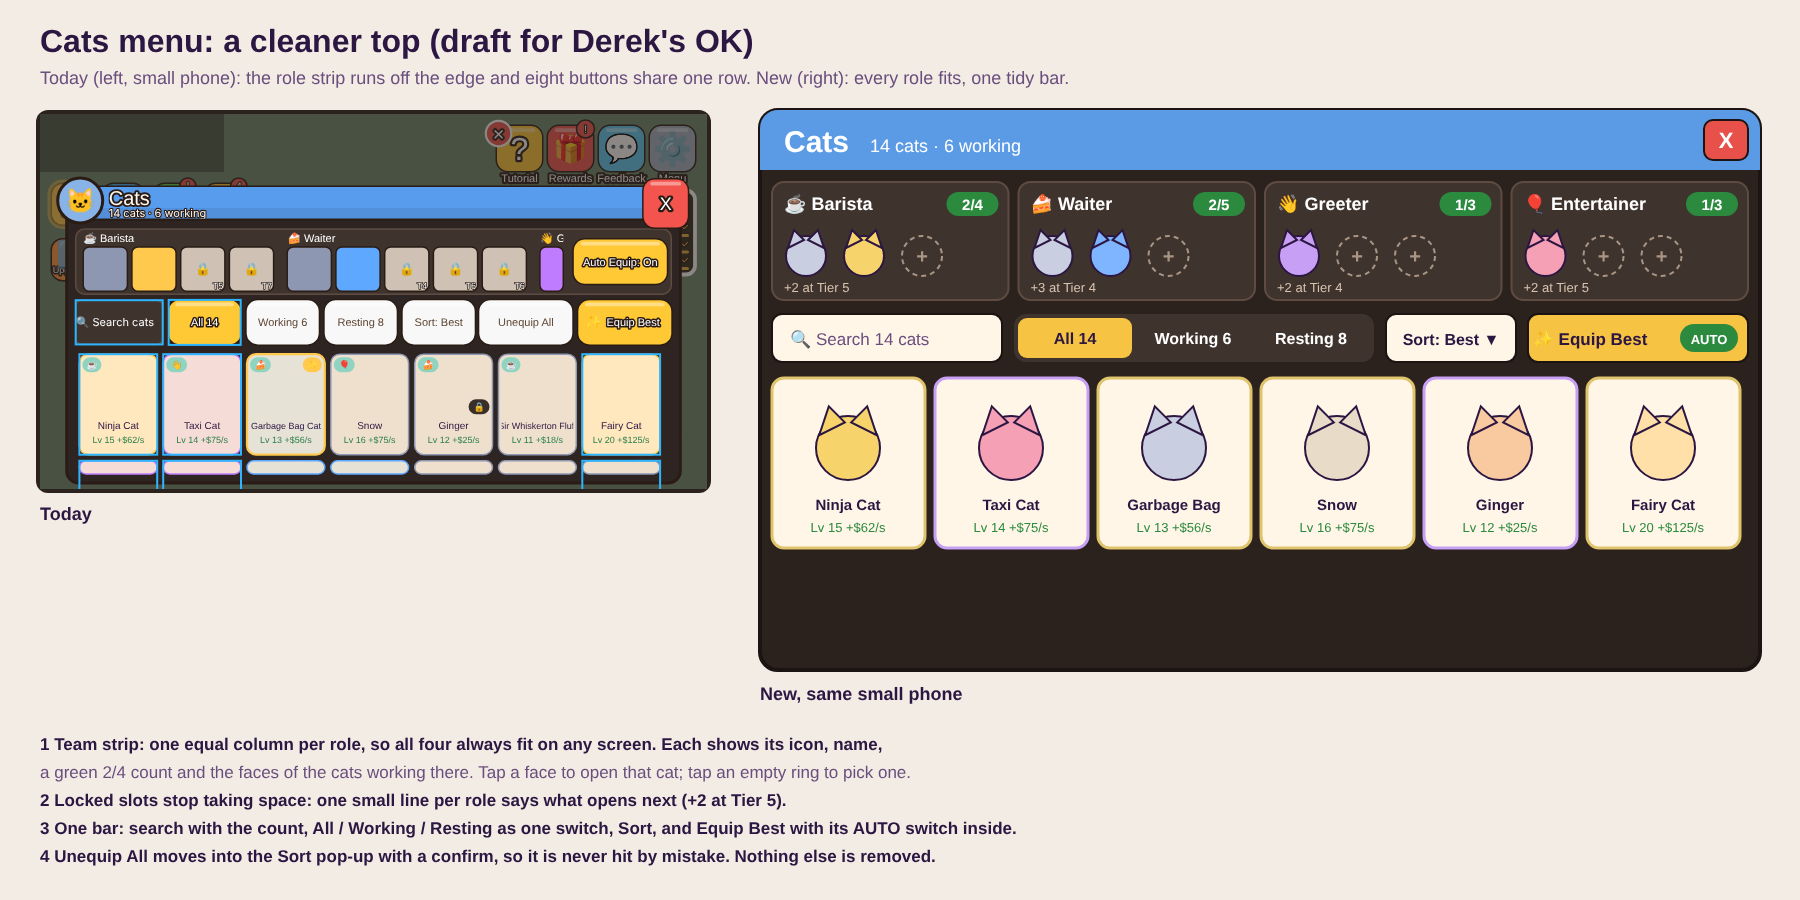 Cats menu: a cleaner top (draft for Derek's OK)
Today (left, small phone): the role strip runs off the edge and eight buttons share one row. New (right): every role fits, one tidy bar.
Tutorial Rewards Feedback Menu
Cats
14 cats · 6 working
X
☕ Barista 🍰 Waiter 👋 G
Auto Equip: On
T5 T7 T4 T6 T8
🔍 Search cats All 14 Working 6 Resting 8 Sort: Best Unequip All ✨ Equip Best
Ninja Cat Taxi Cat Garbage Bag Cat Snow Ginger Sir Whiskerton Fluf Fairy Cat
Lv 15 +$62/s Lv 14 +$75/s Lv 13 +$56/s Lv 16 +$75/s Lv 12 +$25/s Lv 11 +$18/s Lv 20 +$125/s
Today
Cats 14 cats · 6 working X
☕ Barista 2/4 🍰 Waiter 2/5 👋 Greeter 1/3 🎈 Entertainer 1/3
+2 at Tier 5 +3 at Tier 4 +2 at Tier 4 +2 at Tier 5
🔍 Search 14 cats All 14 Working 6 Resting 8 Sort: Best ▼ ✨ Equip Best AUTO
Ninja Cat Taxi Cat Garbage Bag Snow Ginger Fairy Cat
Lv 15 +$62/s Lv 14 +$75/s Lv 13 +$56/s Lv 16 +$75/s Lv 12 +$25/s Lv 20 +$125/s
New, same small phone
1 Team strip: one equal column per role, so all four always fit on any screen. Each shows its icon, name,
a green 2/4 count and the faces of the cats working there. Tap a face to open that cat; tap an empty ring to pick one.
2 Locked slots stop taking space: one small line per role says what opens next (+2 at Tier 5).
3 One bar: search with the count, All / Working / Resting as one switch, Sort, and Equip Best with its AUTO switch inside.
4 Unequip All moves into the Sort pop-up with a confirm, so it is never hit by mistake. Nothing else is removed.